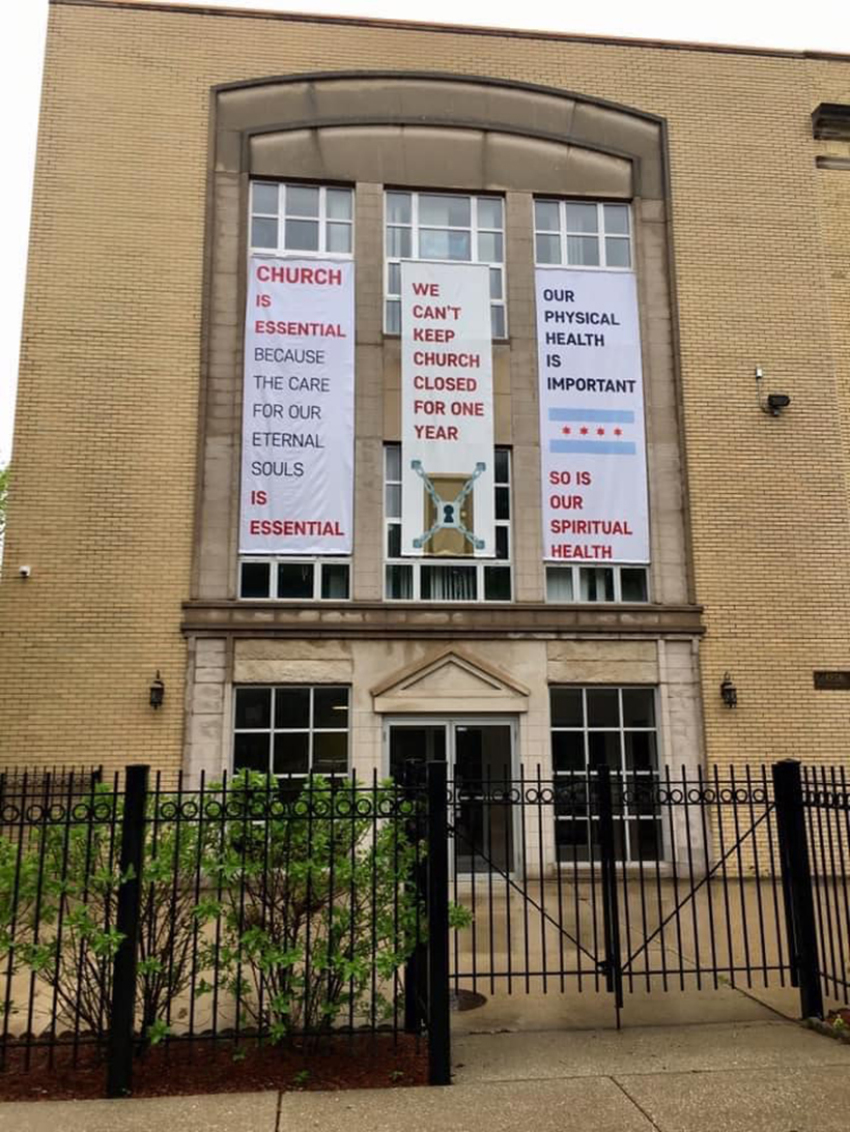 CHURCH
IS
ESSENTIAL
BECAUSE
THE CARE
FOR OUR
ETERNAL
SOULS
IS
ESSENTIAL
WE
CAN'T
KEEP
CHURCH
CLOSED
FOR ONE
YEAR
OUR
PHYSICAL
HEALTH
IS
IMPORTANT
SO IS
OUR
SPIRITUAL
HEALTH